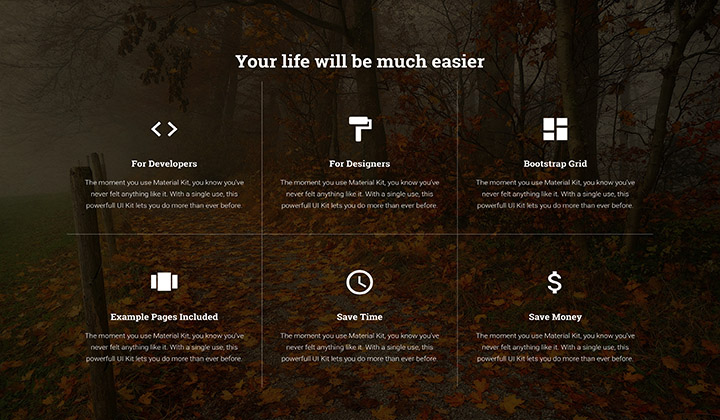 Your life will be much easier
For Developers
The moment you use Material Kit, you know you've
never felt anything like it. With a single use, this
powerfull UI Kit lets you do more than ever before.
For Designers
The moment you use Material Kit, you know you've
never felt anything like it. With a single use, this
powerfull UI Kit lets you do more than ever before.
Bootstrap Grid
The moment you use Material Kit, you know you've
never felt anything like it. With a single use, this
powerfull UI Kit lets you do more than ever before.
Example Pages Included
The moment you use Material Kit, you know you've
never felt anything like it. With a single use, this
powerfull UI Kit lets you do more than ever before.
Save Time
The moment you use Material Kit, you know you've
never felt anything like it. With a single use, this
powerfull UI Kit lets you do more than ever before.
Save Money
The moment you use Material Kit, you know you've
never felt anything like it. With a single use, this
powerfull UI Kit lets you do more than ever before.